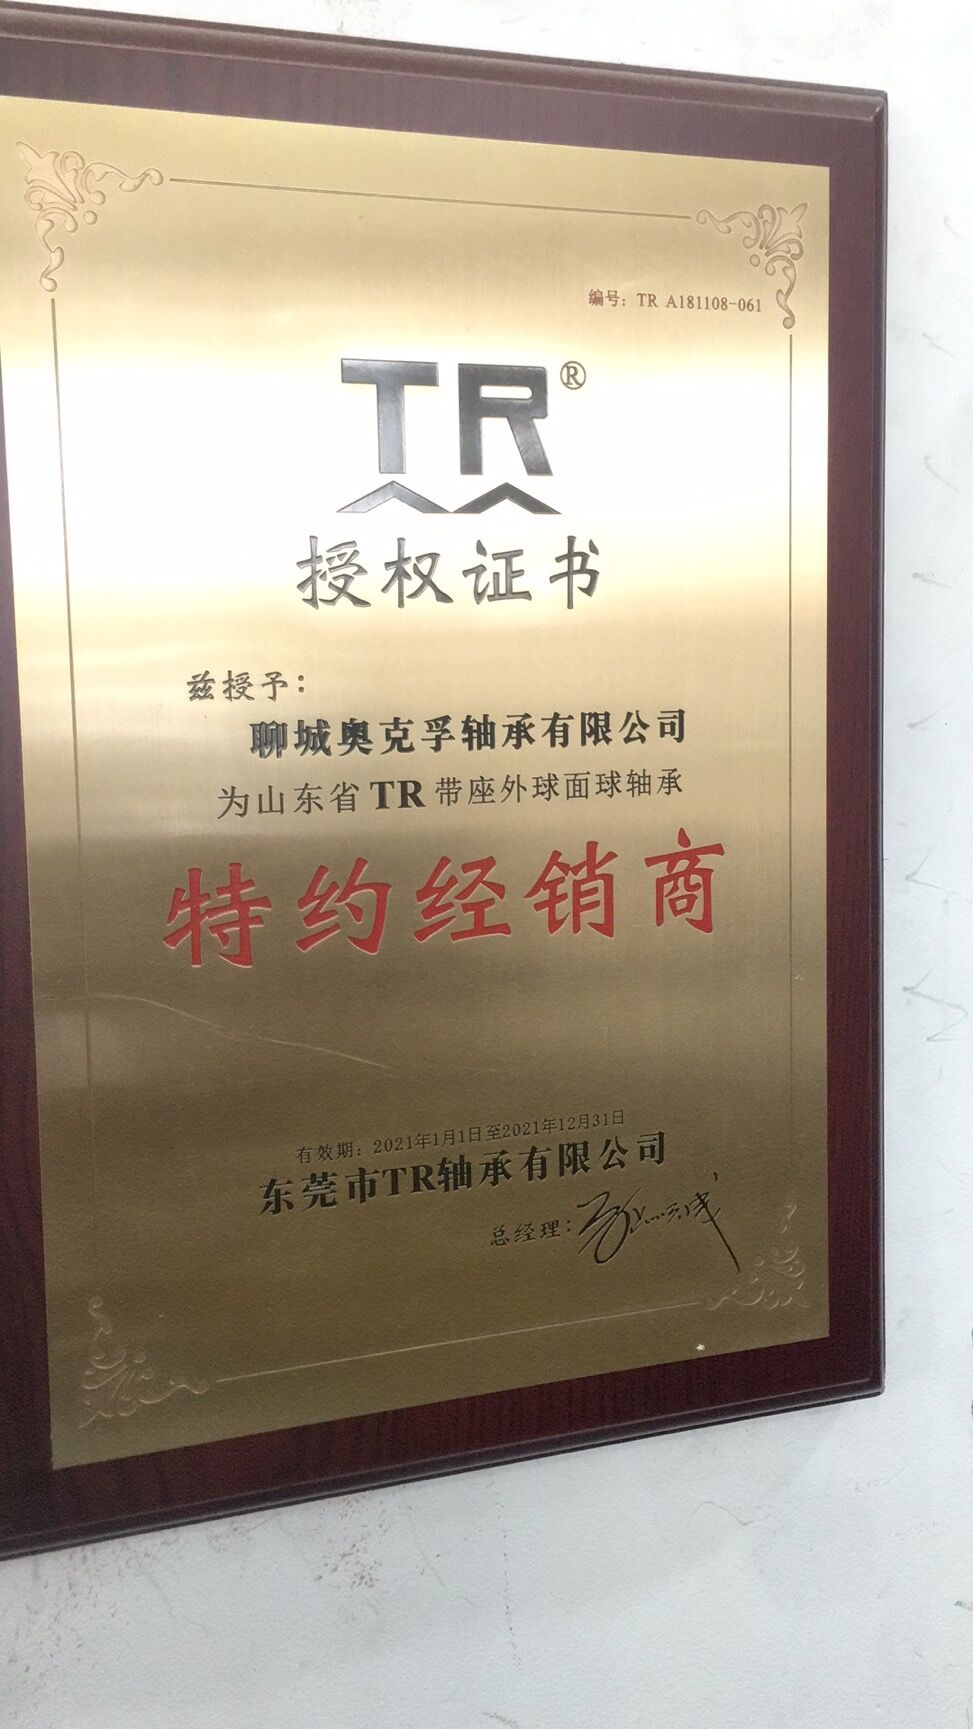 编号：TR A181108-061
TR®
授权证书
兹授予：
聊城奥克孚轴承有限公司
为山东省 TR 带座外球面球轴承
特约经销商
有效期：2021年1月1日至2021年12月31日
东莞市TR轴承有限公司
总经理：